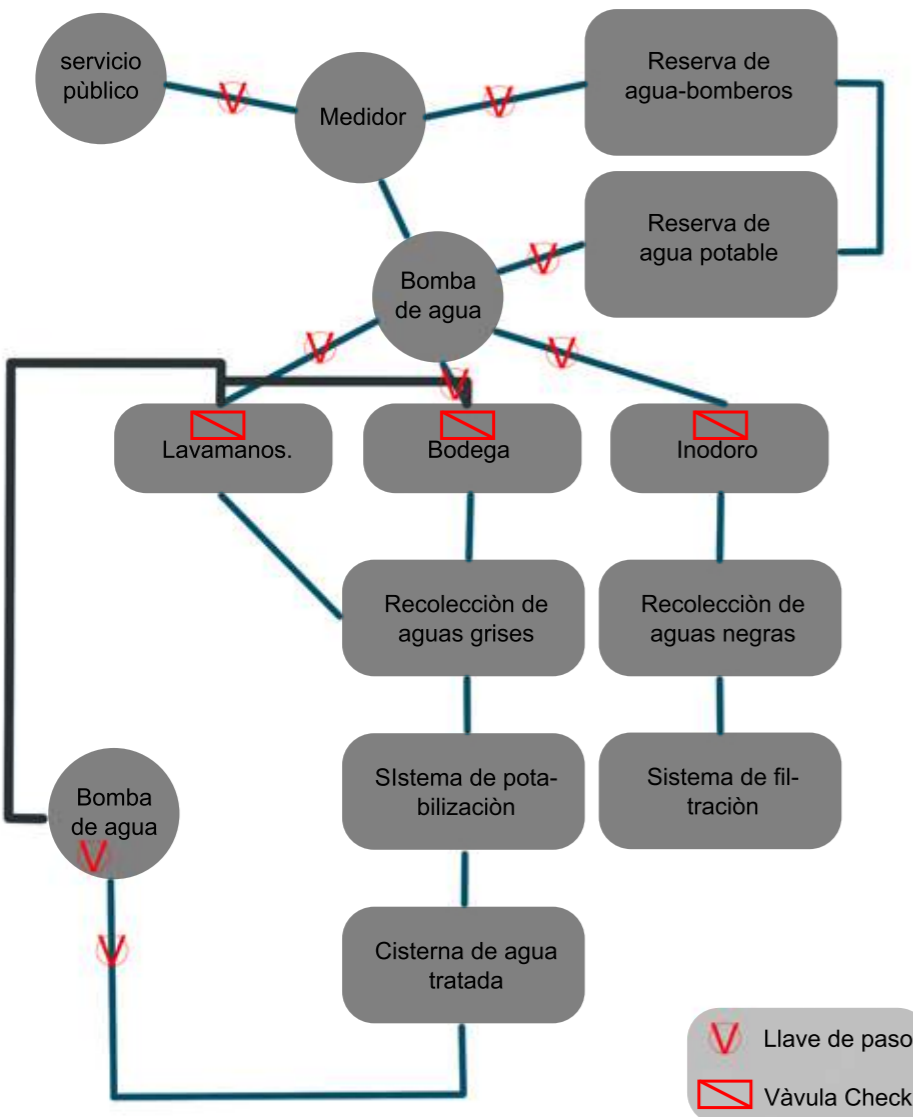 servicio
pùblico
Medidor
Reserva de
agua-bomberos
Reserva de
agua potable
Bomba
de agua
Lavamanos.
Bodega
Inodoro
Recolecciòn de
aguas grises
Recolecciòn de
aguas negras
SIstema de pota-
bilizaciòn
Sistema de fil-
traciòn
Bomba
de agua
Cisterna de agua
tratada
V Llave de paso
Vàvula Check